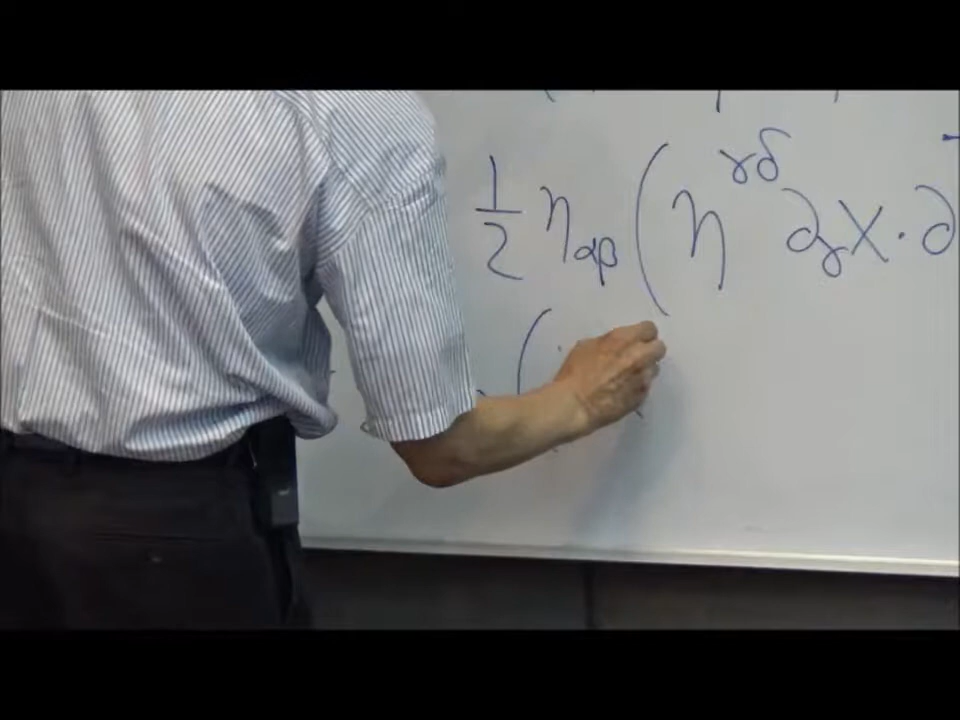 ½ η_{αβ} ( η^{γδ} ∂_γ X · ∂
(